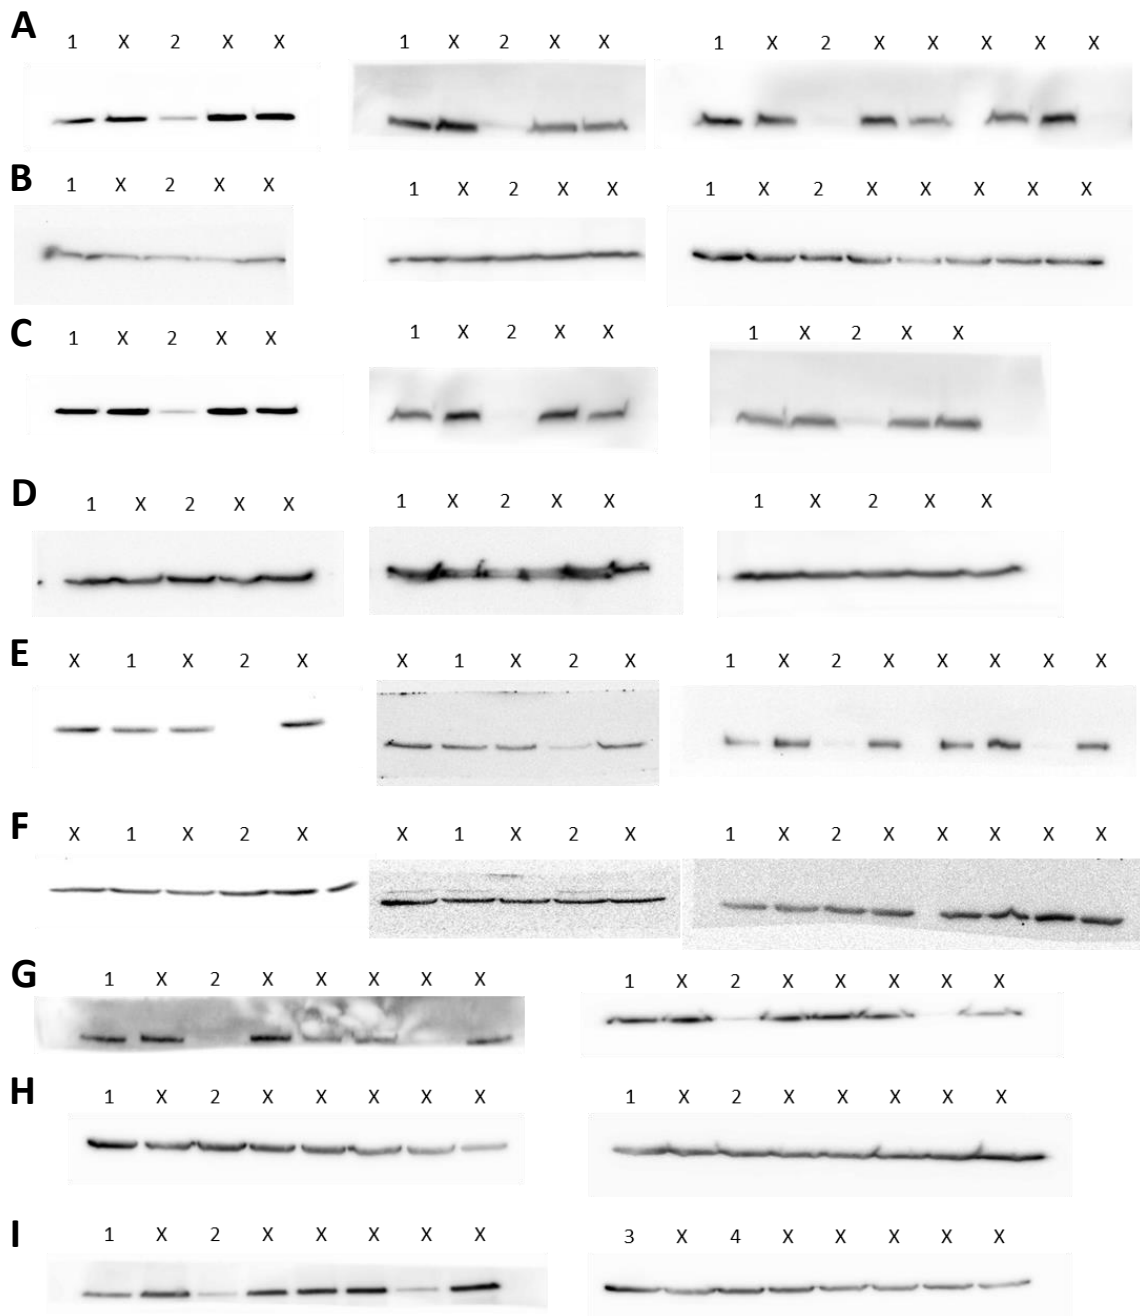 A
1 X 2 X X 1 X 2 X X 1 X 2 X X X X X
B
1 X 2 X X 1 X 2 X X 1 X 2 X X X X X
C
1 X 2 X X 1 X 2 X X 1 X 2 X X
D
1 X 2 X X 1 X 2 X X 1 X 2 X X
E
X 1 X 2 X X 1 X 2 X 1 X 2 X X X X X
F
X 1 X 2 X X 1 X 2 X 1 X 2 X X X X X
G
1 X 2 X X X X X 1 X 2 X X X X X
H
1 X 2 X X X X X 1 X 2 X X X X X
I
1 X 2 X X X X X 3 X 4 X X X X X